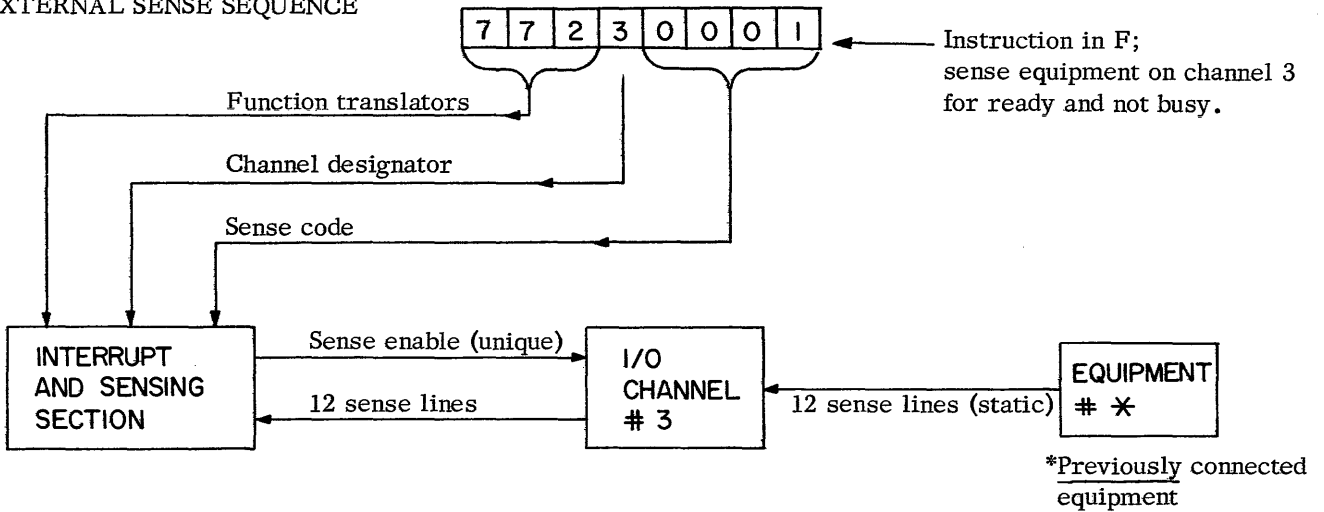 XTERNAL SENSE SEQUENCE
7 7 2 3 0 0 0 1
Instruction in F;
sense equipment on channel 3
for ready and not busy.
Function translators
Channel designator
Sense code
INTERRUPT
AND SENSING
SECTION
Sense enable (unique)
12 sense lines
I/O
CHANNEL
# 3
12 sense lines (static)
EQUIPMENT
# *
*Previously connected
equipment